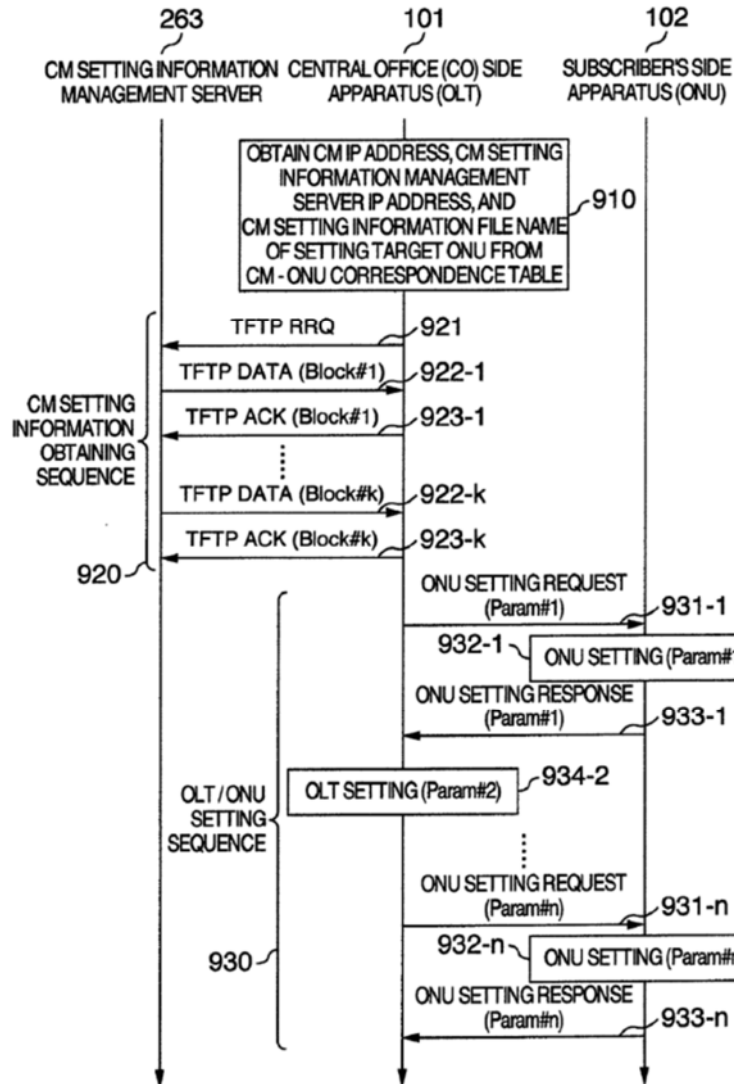 263
101
102
CM SETTING INFORMATION
MANAGEMENT SERVER
CENTRAL OFFICE (CO) SIDE
APPARATUS (OLT)
SUBSCRIBER'S SIDE
APPARATUS (ONU)
OBTAIN CM IP ADDRESS, CM SETTING
INFORMATION MANAGEMENT
SERVER IP ADDRESS, AND
CM SETTING INFORMATION FILE NAME
OF SETTING TARGET ONU FROM
CM - ONU CORRESPONDENCE TABLE
910
TFTP RRQ
921
TFTP DATA (Block#1)
922-1
TFTP ACK (Block#1)
923-1
CM SETTING
INFORMATION
OBTAINING
SEQUENCE
TFTP DATA (Block#k)
922-k
TFTP ACK (Block#k)
923-k
920
ONU SETTING REQUEST
(Param#1)
931-1
932-1
ONU SETTING (Param#1
ONU SETTING RESPONSE
(Param#1)
933-1
OLT SETTING (Param#2)
934-2
OLT / ONU
SETTING
SEQUENCE
ONU SETTING REQUEST
(Param#n)
931-n
932-n
ONU SETTING (Param#n
930
ONU SETTING RESPONSE
(Param#n)
933-n